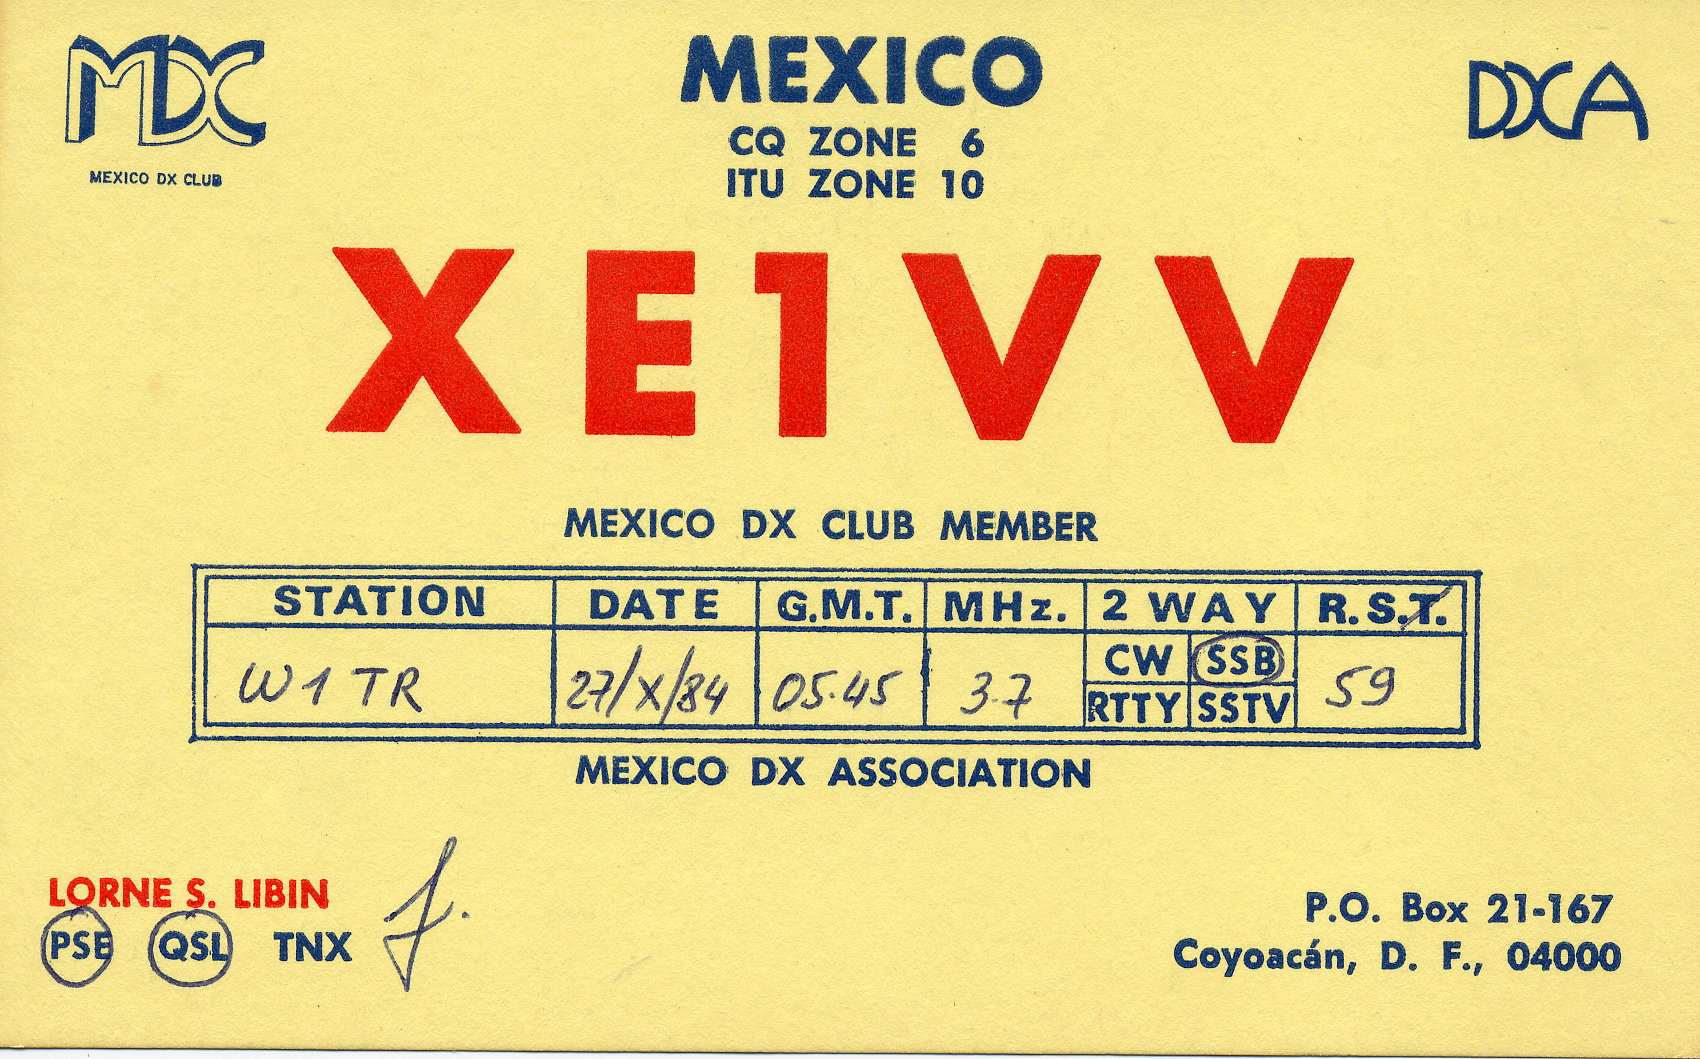 MDC
MEXICO DX CLUB
MEXICO
CQ ZONE 6
ITU ZONE 10
DXA
XE1VV
MEXICO DX CLUB MEMBER
STATION DATE G.M.T. MHz. 2 WAY R.S.T.
W1TR 27/X/84 05.45 3.7 CW SSB 59
RTTY SSTV
MEXICO DX ASSOCIATION
LORNE S. LIBIN
PSE QSL TNX
P.O. Box 21-167
Coyoacán, D. F., 04000